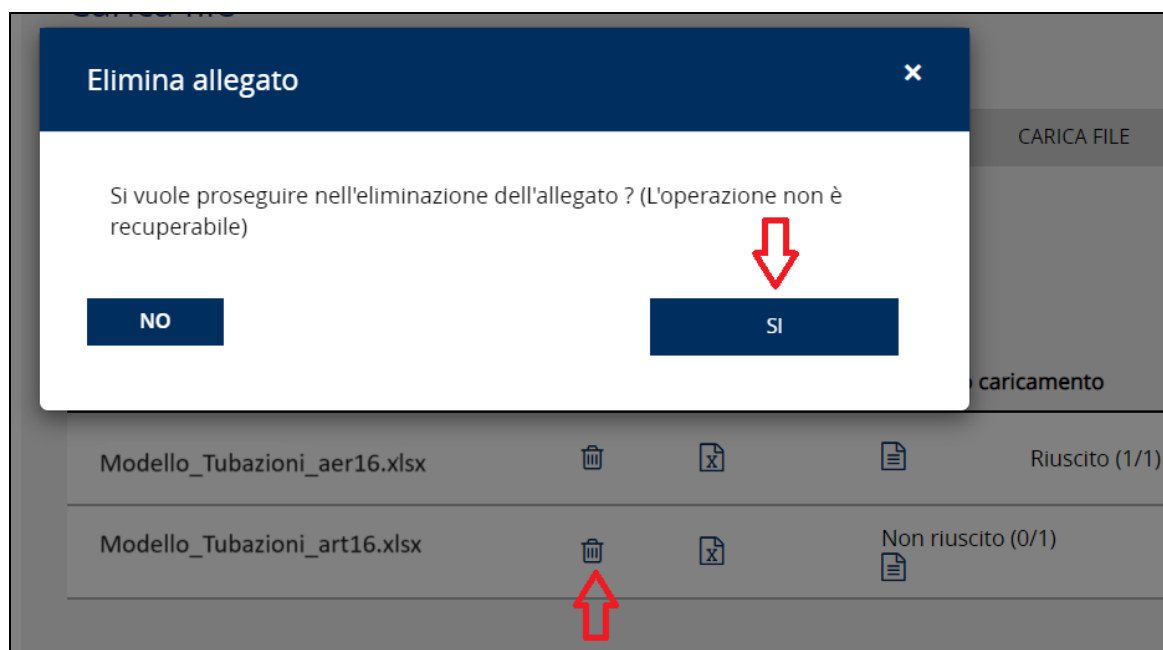 Elimina allegato
CARICA FILE
Si vuole proseguire nell'eliminazione dell'allegato ? (L'operazione non è
recuperabile)
NO
SI
caricamento
Modello_Tubazioni_aer16.xlsx
Riuscito (1/1)
Modello_Tubazioni_art16.xlsx
Non riuscito (0/1)